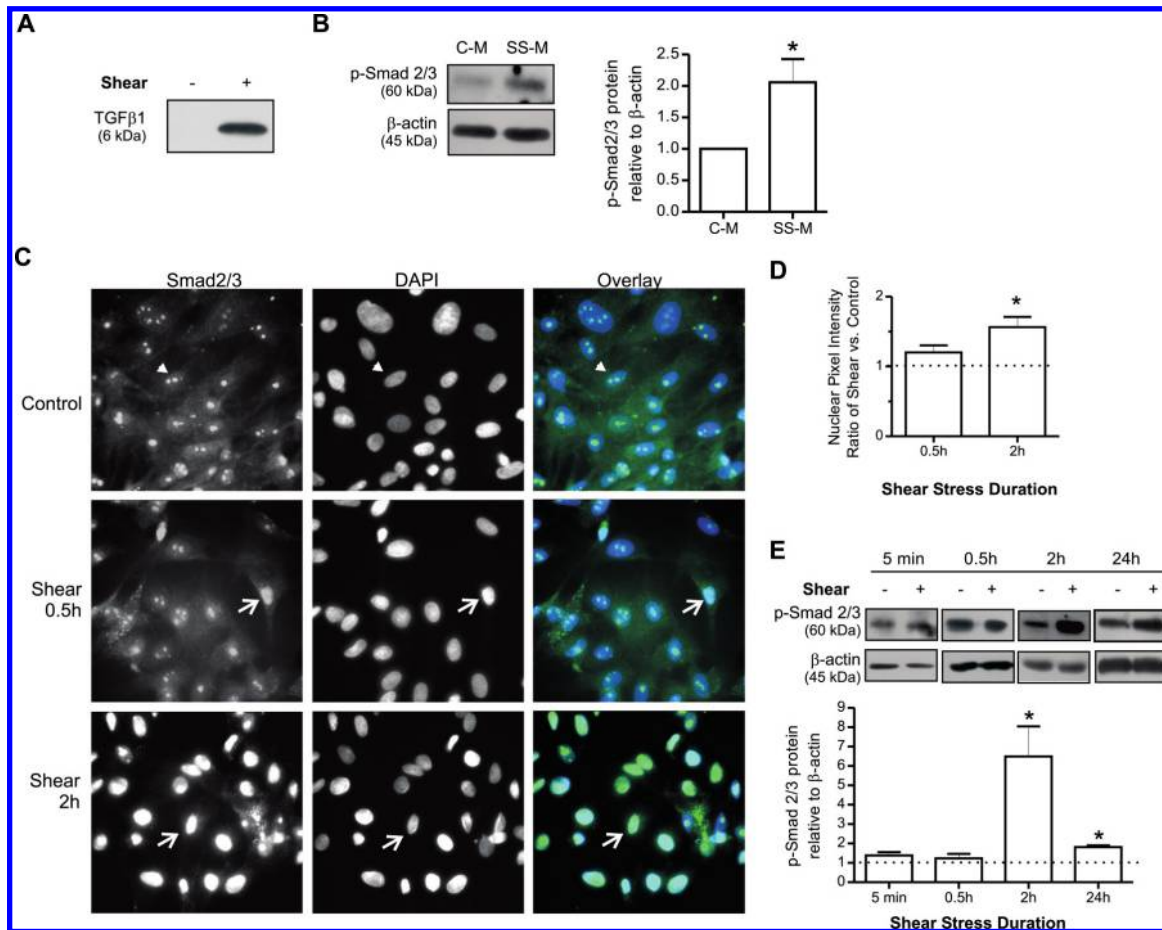 A
Shear - +
TGFβ1
(6 kDa)
B
C-M SS-M
p-Smad 2/3
(60 kDa)
β-actin
(45 kDa)
p-Smad2/3 protein
relative to β-actin
2.5
2.0
1.5
1.0
0.5
0.0
*
C-M SS-M
C
Smad2/3 DAPI Overlay
Control
Shear
0.5h
Shear
2h
D
Nuclear Pixel Intensity
Ratio of Shear vs. Control
2
1
0
*
0.5h 2h
Shear Stress Duration
E
5 min 0.5h 2h 24h
Shear - + - + - + - +
p-Smad 2/3
(60 kDa)
β-actin
(45 kDa)
p-Smad 2/3 protein
relative to β-actin
9
8
7
6
5
4
3
2
1
0
*
*
5 min 0.5h 2h 24h
Shear Stress Duration